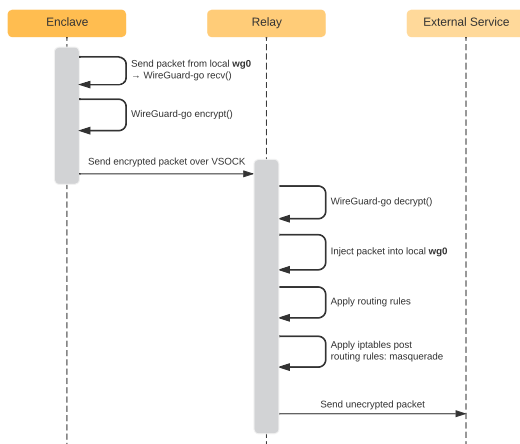 Enclave
Relay
External Service
Send packet from local wg0
→ WireGuard-go recv()
WireGuard-go encrypt()
Send encrypted packet over VSOCK
WireGuard-go decrypt()
Inject packet into local wg0
Apply routing rules
Apply iptables post
routing rules: masquerade
Send unecrypted packet